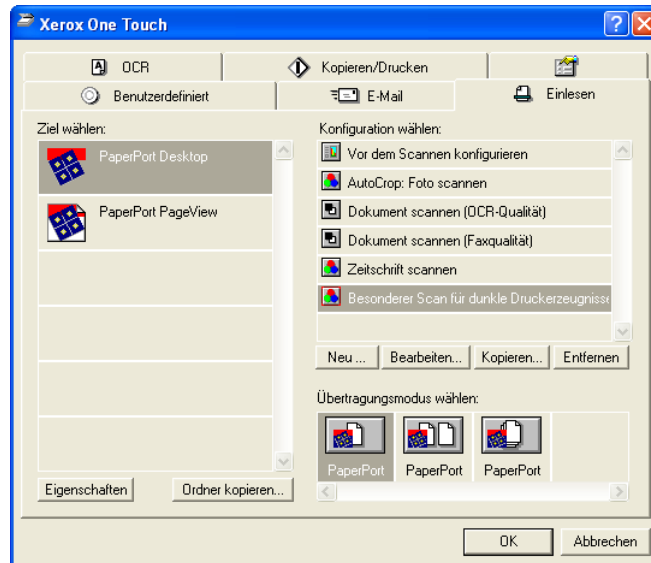 Xerox One Touch
OCR
Kopieren/Drucken
Benutzerdefiniert
E-Mail
Einlesen
Ziel wählen:
PaperPort Desktop
PaperPort PageView
Eigenschaften
Ordner kopieren...
Konfiguration wählen:
Vor dem Scannen konfigurieren
AutoCrop: Foto scannen
Dokument scannen (OCR-Qualität)
Dokument scannen (Faxqualität)
Zeitschrift scannen
Besonderer Scan für dunkle Druckerzeugnisse
Neu ...
Bearbeiten...
Kopieren...
Entfernen
Übertragungsmodus wählen:
PaperPort
PaperPort
PaperPort
OK
Abbrechen